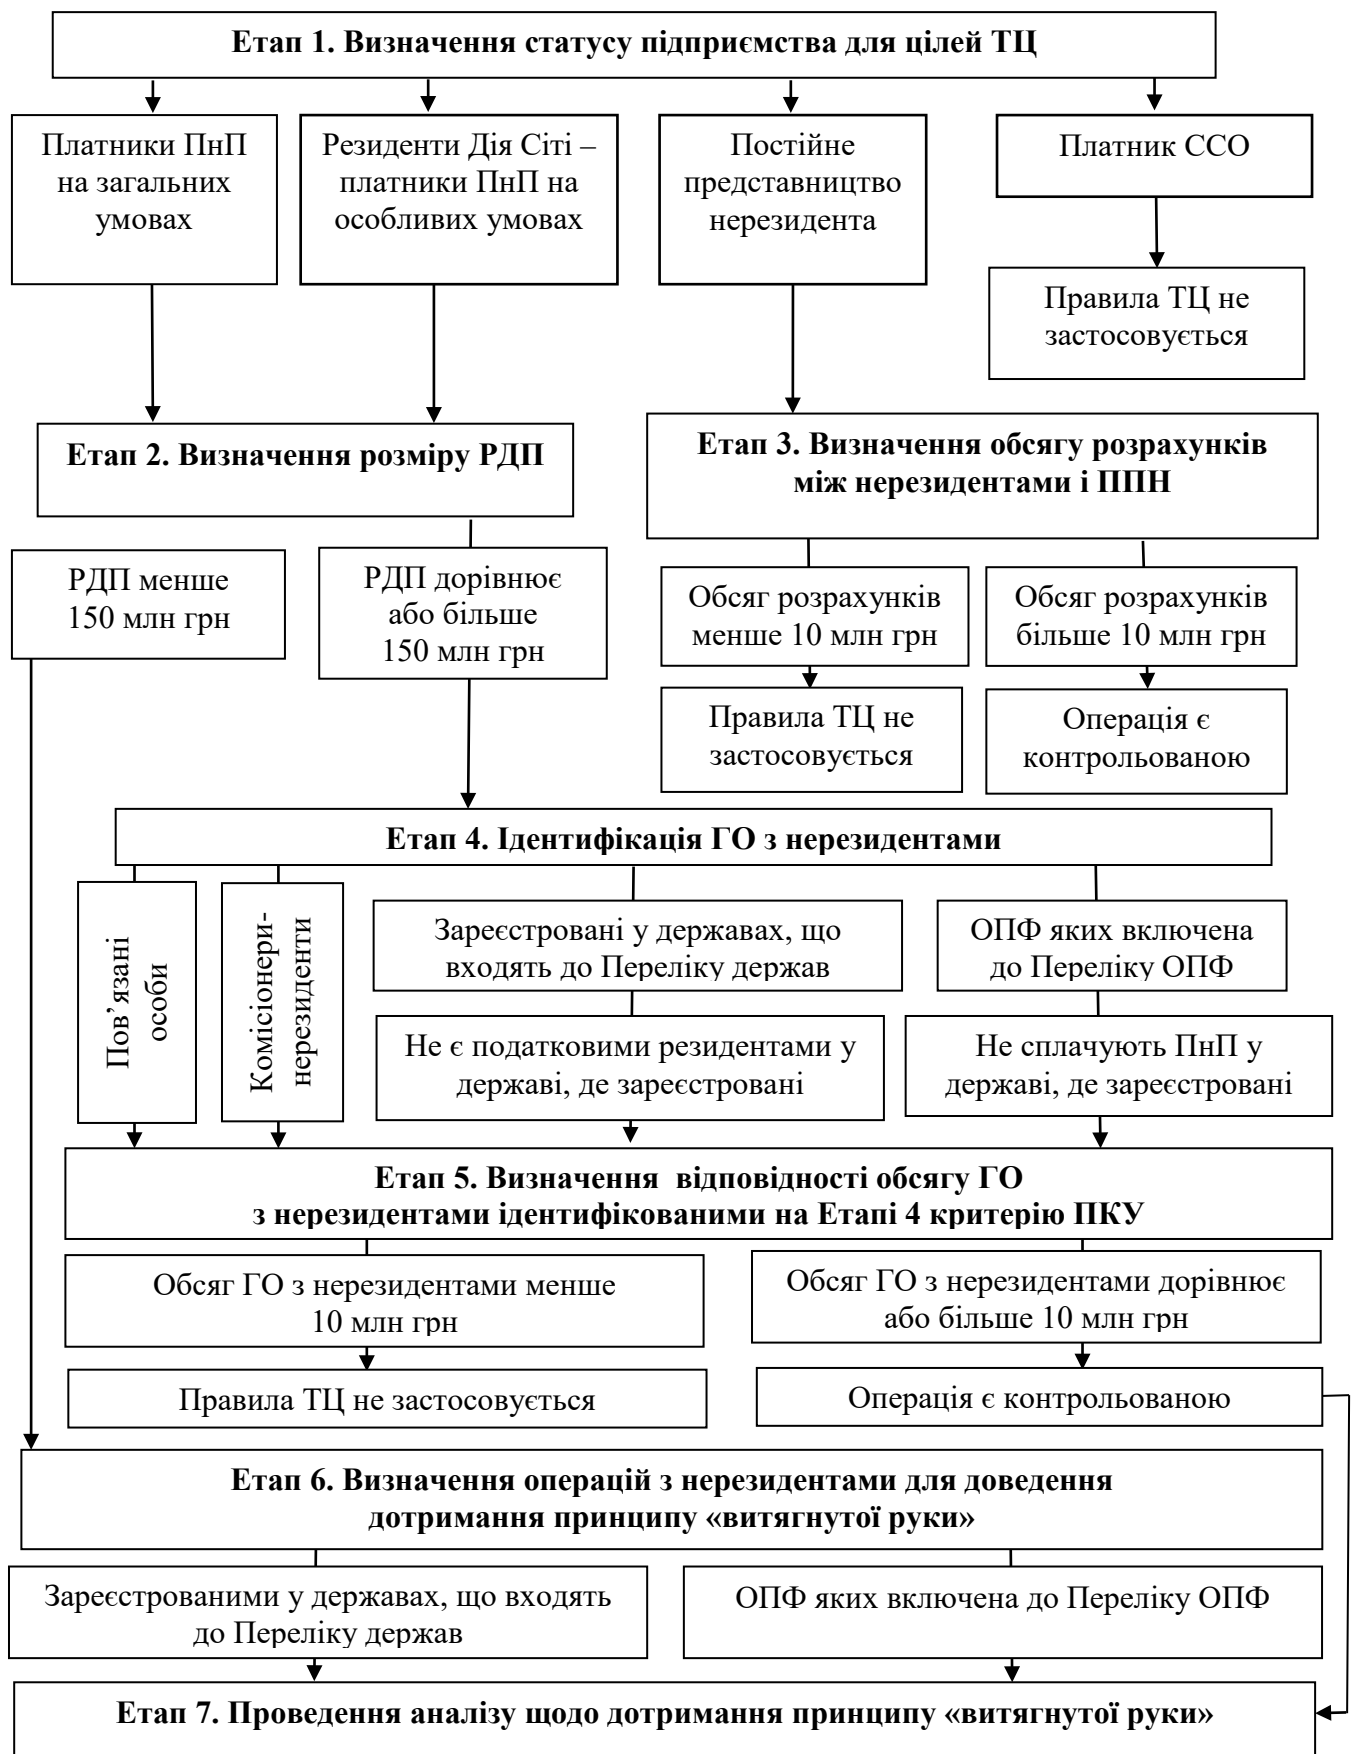 Етап 1. Визначення статусу підприємства для цілей ТЦ
Платники ПнП
на загальних
умовах
Резиденти Дія Сіті –
платники ПнП на
особливих умовах
Постійне
представництво
нерезидента
Платник ССО
Правила ТЦ не
застосовується
Етап 2. Визначення розміру РДП
Етап 3. Визначення обсягу розрахунків
між нерезидентами і ППН
РДП менше
150 млн грн
РДП дорівнює
або більше
150 млн грн
Обсяг розрахунків
менше 10 млн грн
Обсяг розрахунків
більше 10 млн грн
Правила ТЦ не
застосовується
Операція є
контрольованою
Етап 4. Ідентифікація ГО з нерезидентами
Пов’язані
особи
Комісіонери-
нерезиденти
Зареєстровані у державах, що
входять до Переліку держав
ОПФ яких включена
до Переліку ОПФ
Не є податковими резидентами у
державі, де зареєстровані
Не сплачують ПнП у
державі, де зареєстровані
Етап 5. Визначення відповідності обсягу ГО
з нерезидентами ідентифікованими на Етапі 4 критерію ПКУ
Обсяг ГО з нерезидентами менше
10 млн грн
Обсяг ГО з нерезидентами дорівнює
або більше 10 млн грн
Правила ТЦ не застосовується
Операція є контрольованою
Етап 6. Визначення операцій з нерезидентами для доведення
дотримання принципу «витягнутої руки»
Зареєстрованими у державах, що входять
до Переліку держав
ОПФ яких включена до Переліку ОПФ
Етап 7. Проведення аналізу щодо дотримання принципу «витягнутої руки»